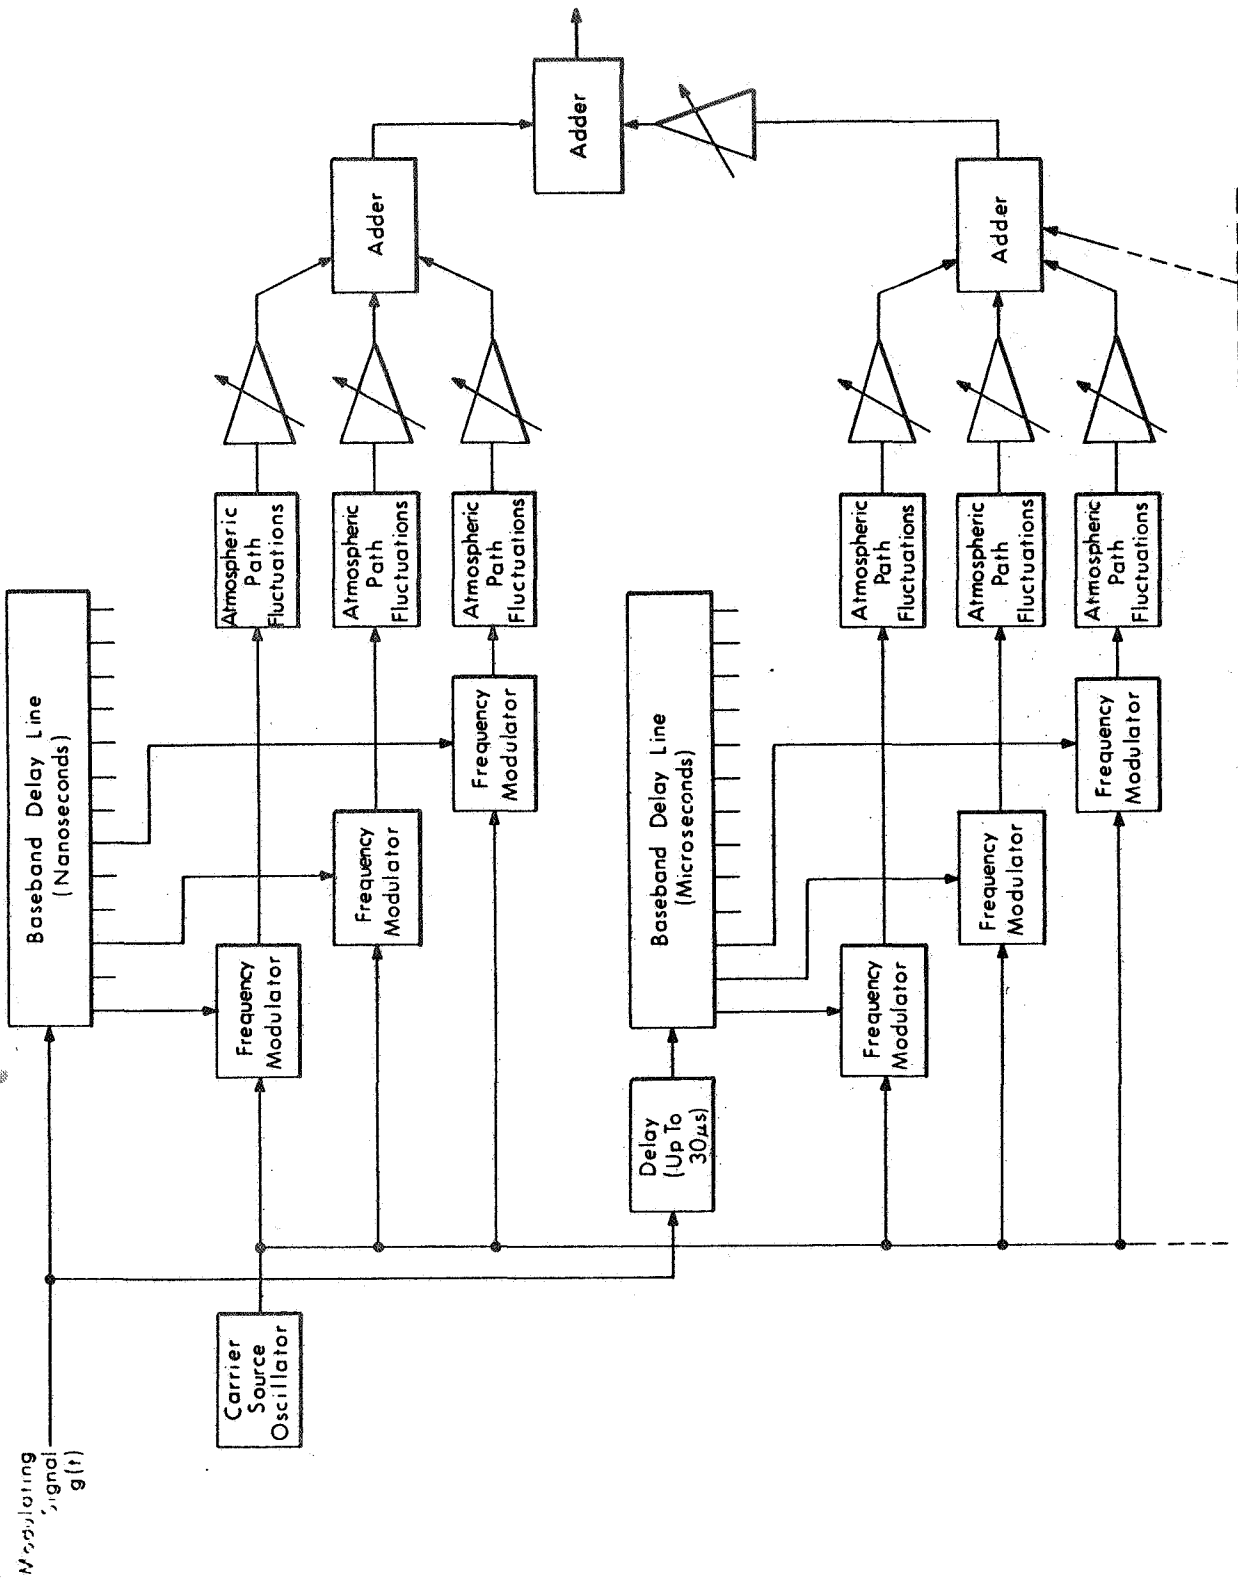 Modulating
Signal
g(t)
Baseband Delay Line
(Nanoseconds)
Carrier
Source
Oscillator
Frequency
Modulator
Frequency
Modulator
Frequency
Modulator
Atmospheric
Path
Fluctuations
Atmospheric
Path
Fluctuations
Atmospheric
Path
Fluctuations
Adder
Adder
Delay
(Up To
30μs)
Baseband Delay Line
(Microseconds)
Frequency
Modulator
Frequency
Modulator
Frequency
Modulator
Atmospheric
Path
Fluctuations
Atmospheric
Path
Fluctuations
Atmospheric
Path
Fluctuations
Adder